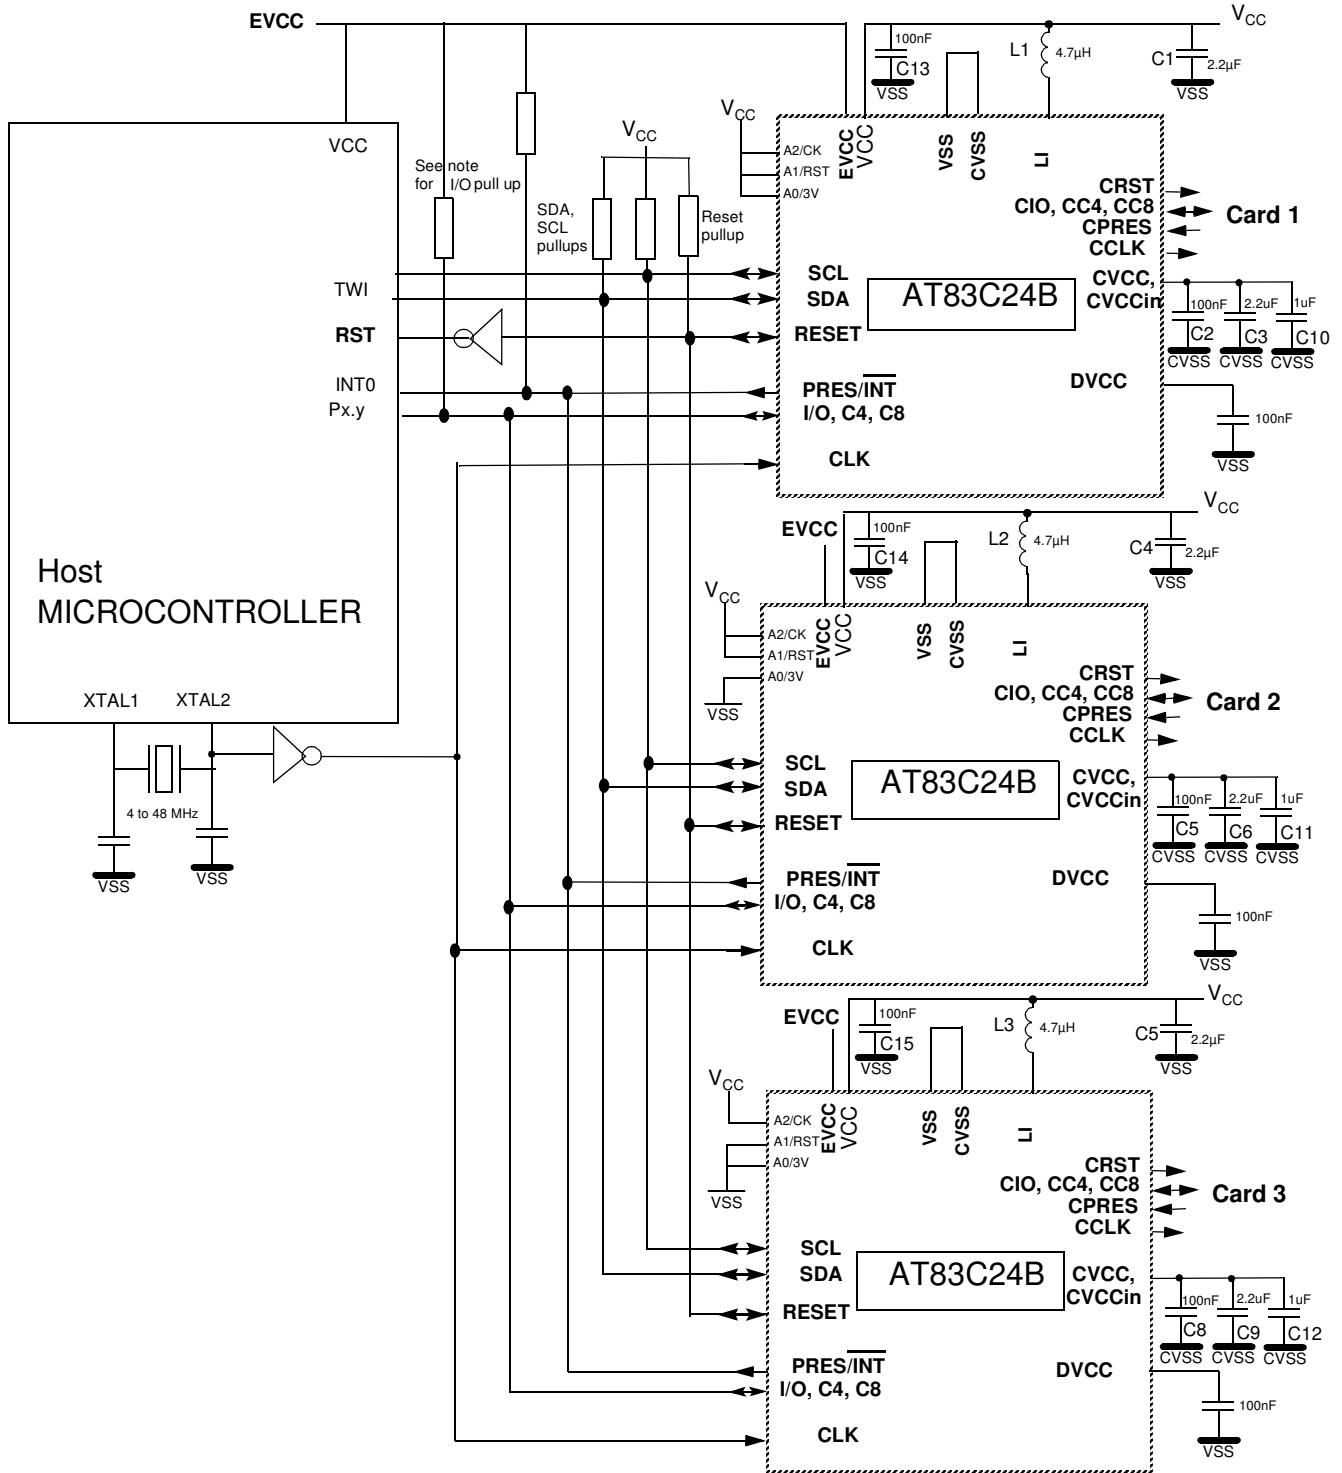 EVCC
VCC
See note
for I/O pull up
VCC
SDA,
SCL
pullups
Reset
pullup
TWI
RST
INT0
Px.y
Host
MICROCONTROLLER
XTAL1
XTAL2
4 to 48 MHz
VSS
VSS
VCC
100nF
C13
VSS
L1
4.7µH
C1
2.2µF
VSS
VCC
A2/CK
A1/RST
A0/3V
EVCC
VCC
VSS
CVSS
LI
CRST
CIO, CC4, CC8
CPRES
CCLK
Card 1
SCL
SDA
RESET
AT83C24B
CVCC,
CVCCin
100nF
C2
CVSS
2.2uF
C3
CVSS
1uF
C10
CVSS
PRES/INT
I/O, C4, C8
DVCC
100nF
VSS
CLK
VCC
EVCC
100nF
C14
VSS
L2
4.7µH
C4
2.2µF
VSS
VCC
A2/CK
A1/RST
A0/3V
VSS
EVCC
VCC
VSS
CVSS
LI
CRST
CIO, CC4, CC8
CPRES
CCLK
Card 2
SCL
SDA
RESET
AT83C24B
CVCC,
CVCCin
100nF
C5
CVSS
2.2uF
C6
CVSS
1uF
C11
CVSS
PRES/INT
I/O, C4, C8
DVCC
100nF
VSS
CLK
VCC
EVCC
100nF
C15
VSS
L3
4.7µH
C5
2.2µF
VSS
VCC
A2/CK
A1/RST
A0/3V
VSS
EVCC
VCC
VSS
CVSS
LI
CRST
CIO, CC4, CC8
CPRES
CCLK
Card 3
SCL
SDA
RESET
AT83C24B
CVCC,
CVCCin
100nF
C8
CVSS
2.2uF
C9
CVSS
1uF
C12
CVSS
PRES/INT
I/O, C4, C8
DVCC
100nF
VSS
CLK